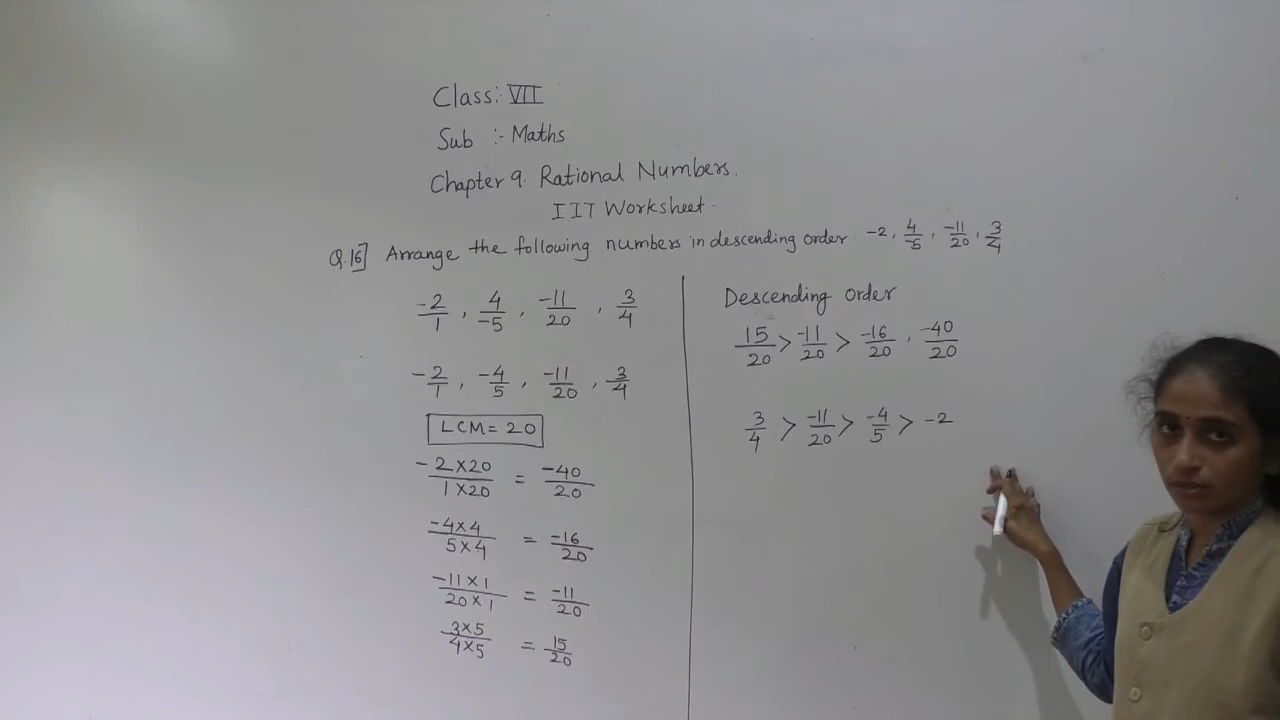 Class:- VII
Sub :- Maths
Chapter 9. Rational Numbers.
IIT Worksheet.
Q.16] Arrange the following numbers in descending order -2, 4/-5, -11/20, 3/4
-2/1, 4/-5, -11/20, 3/4
-2/1, -4/5, -11/20, 3/4
LCM = 20
-2×20/1×20 = -40/20
-4×4/5×4 = -16/20
-11×1/20×1 = -11/20
3×5/4×5 = 15/20
Descending order
15/20 > -11/20 > -16/20, -40/20
3/4 > -11/20 > -4/5 > -2